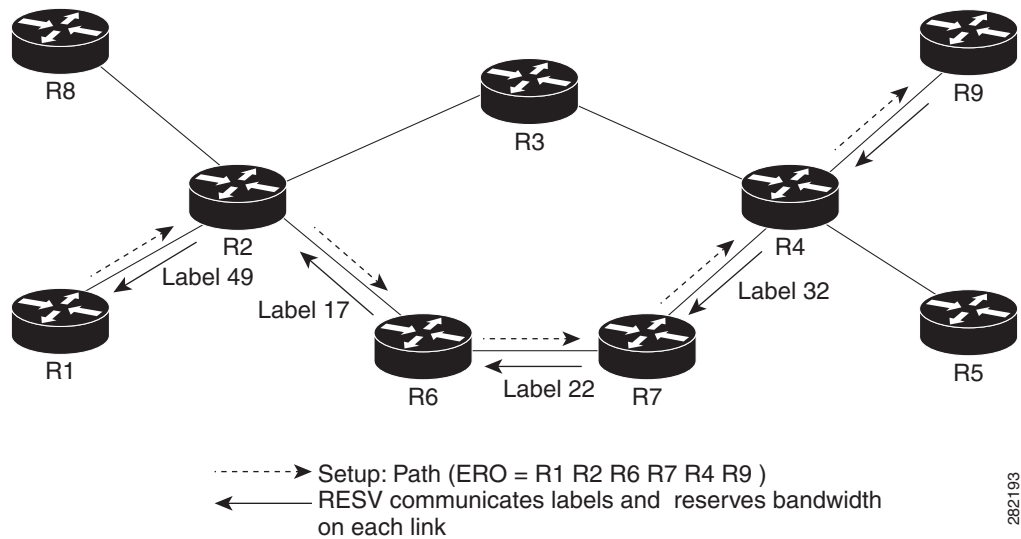 R8
R9
R3
R2
R4
Label 49
Label 17
Label 32
R1
R6
Label 22
R7
R5
Setup: Path (ERO = R1 R2 R6 R7 R4 R9 )
RESV communicates labels and reserves bandwidth
on each link
282193